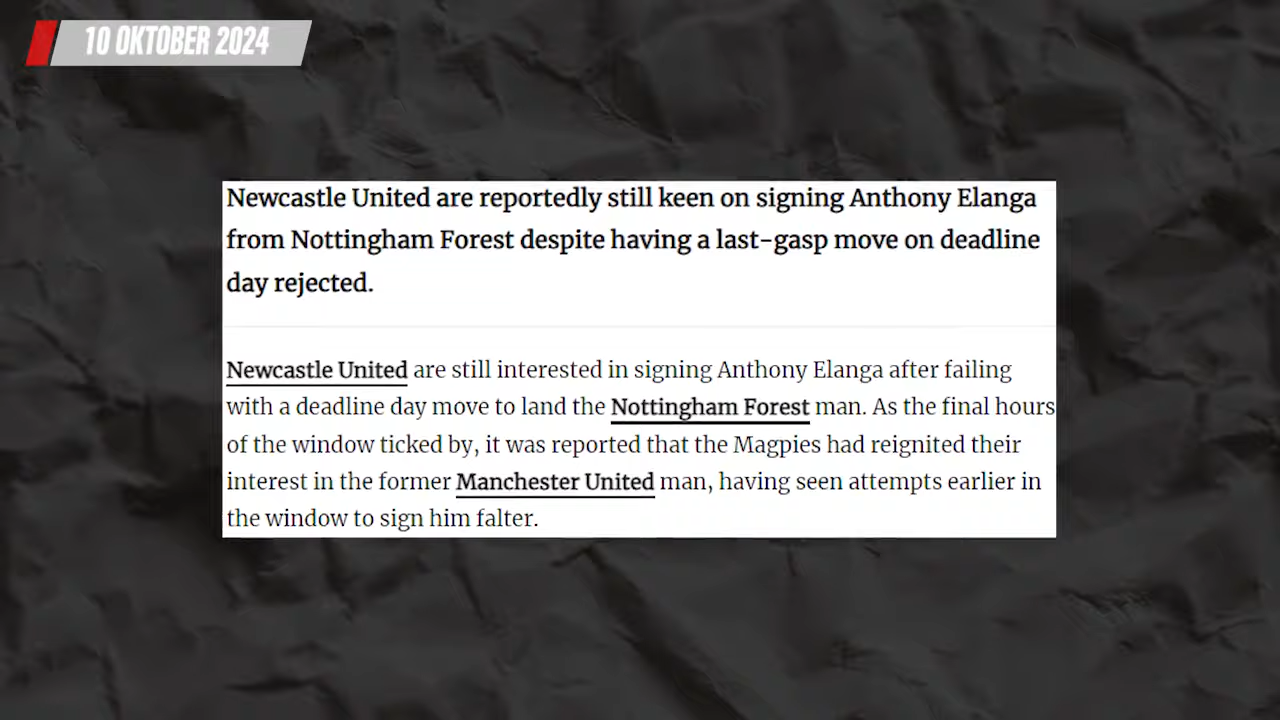 10 OKTOBER 2024
Newcastle United are reportedly still keen on signing Anthony Elanga
from Nottingham Forest despite having a last-gasp move on deadline
day rejected.
Newcastle United are still interested in signing Anthony Elanga after failing
with a deadline day move to land the Nottingham Forest man. As the final hours
of the window ticked by, it was reported that the Magpies had reignited their
interest in the former Manchester United man, having seen attempts earlier in
the window to sign him falter.